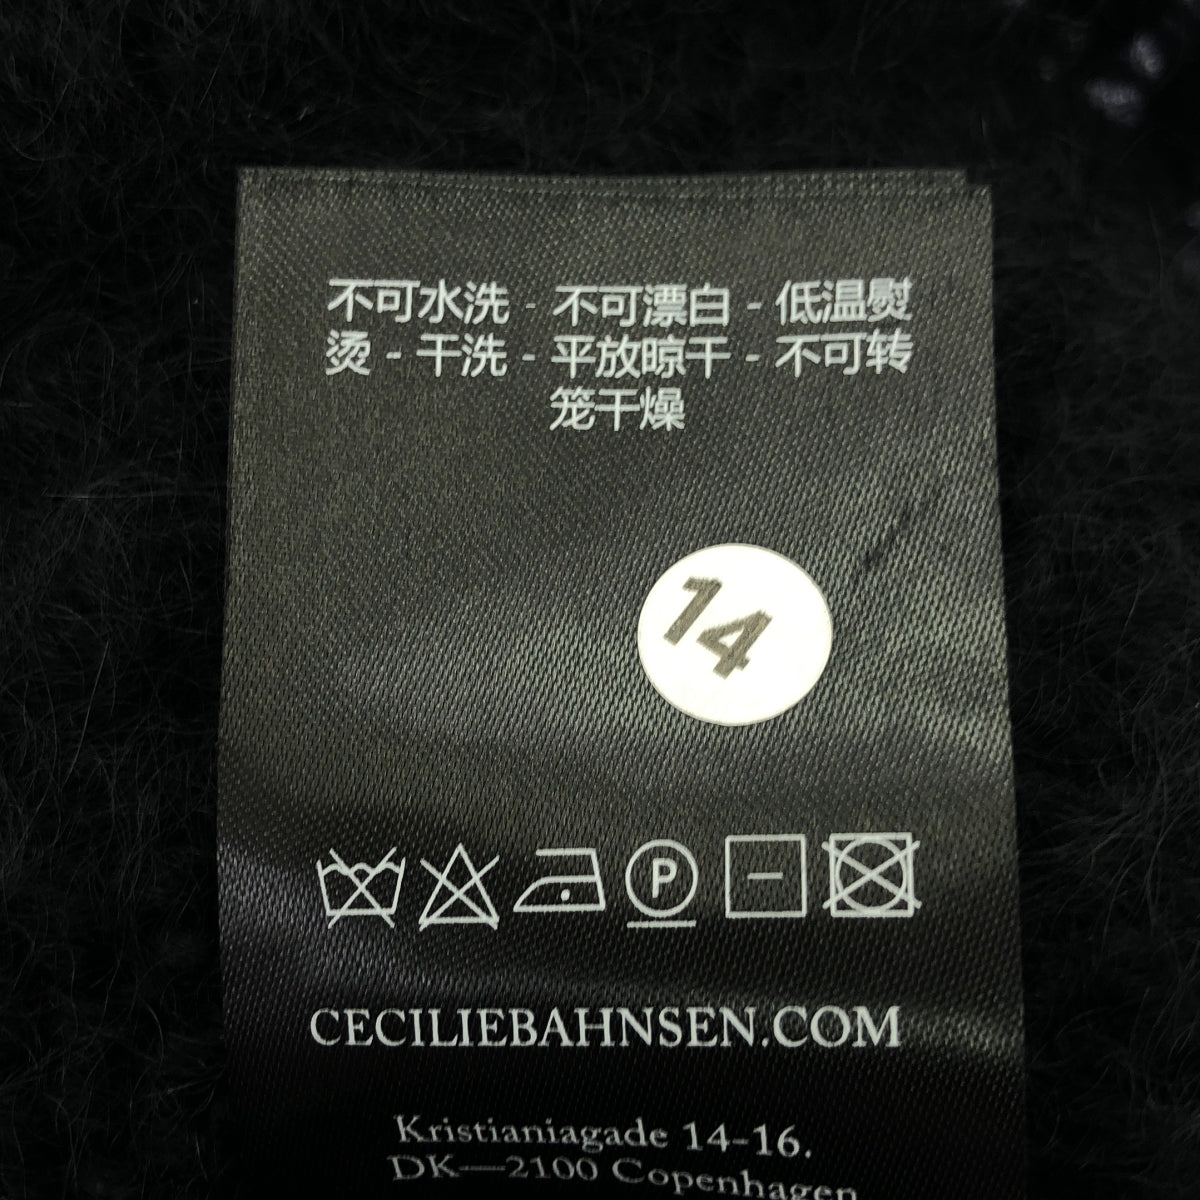 不可水洗 - 不可漂白 - 低温熨
烫 - 干洗 - 平放晾干 - 不可转
笼干燥
14
P
CECILIEBAHNSEN.COM
Kristianiagade 14-16.
DK—2100 Copenhagen